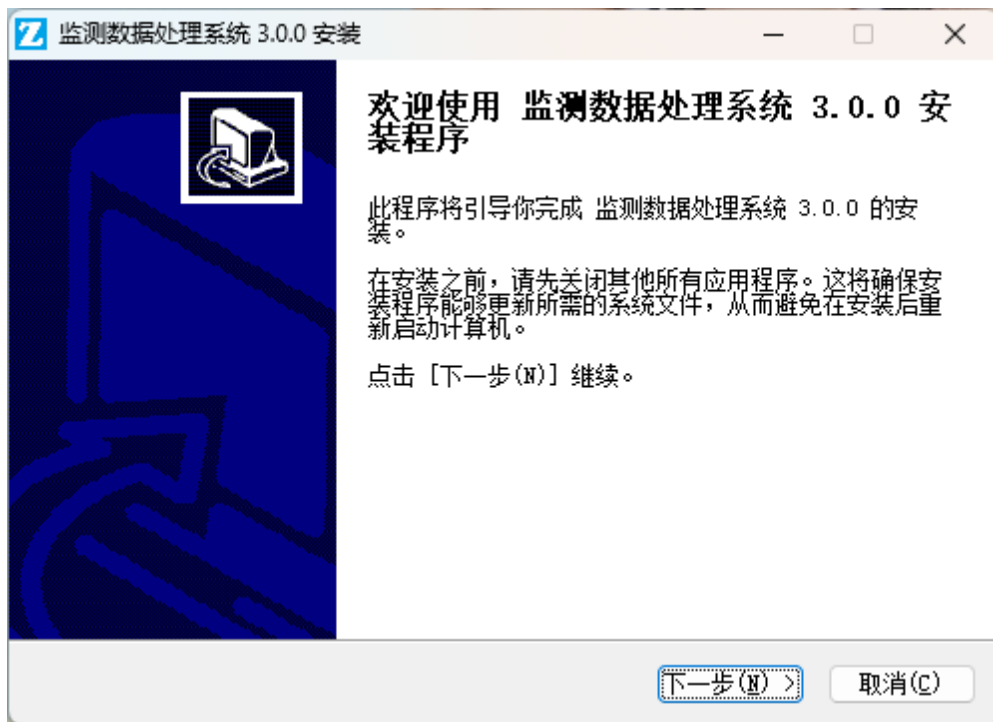 监测数据处理系统 3.0.0 安装
欢迎使用 监测数据处理系统 3.0.0 安
装程序
此程序将引导你完成 监测数据处理系统 3.0.0 的安
装。
在安装之前，请先关闭其他所有应用程序。这将确保安
装程序能够更新所需的系统文件，从而避免在安装后重
新启动计算机。
点击 [下一步(N)] 继续。
下一步(N) >
取消(C)